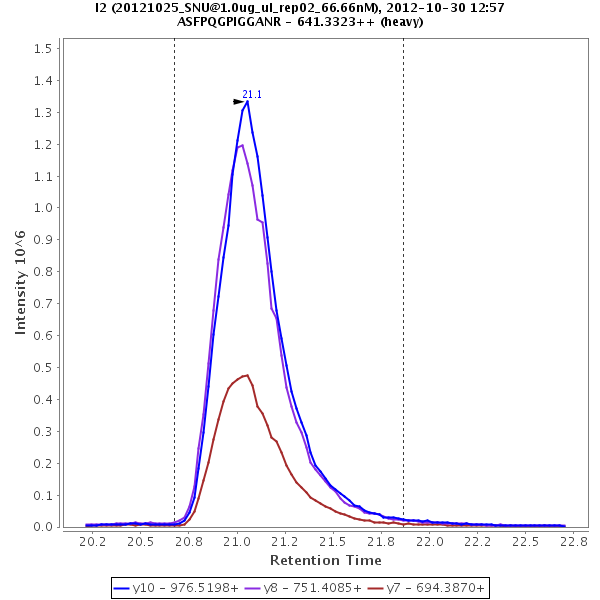 I2 (20121025_SNU@1.0ug_ul_rep02_66.66nM), 2012-10-30 12:57
ASFPQGPIGGANR - 641.3323++ (heavy)
1.5
1.4
1.3
1.2
1.1
1.0
0.9
0.8
0.7
0.6
0.5
0.4
0.3
0.2
0.1
0.0
Intensity 10^6
21.1
20.2 20.5 20.8 21.0 21.2 21.5 21.8 22.0 22.2 22.5 22.8
Retention Time
y10 - 976.5198+ y8 - 751.4085+ y7 - 694.3870+